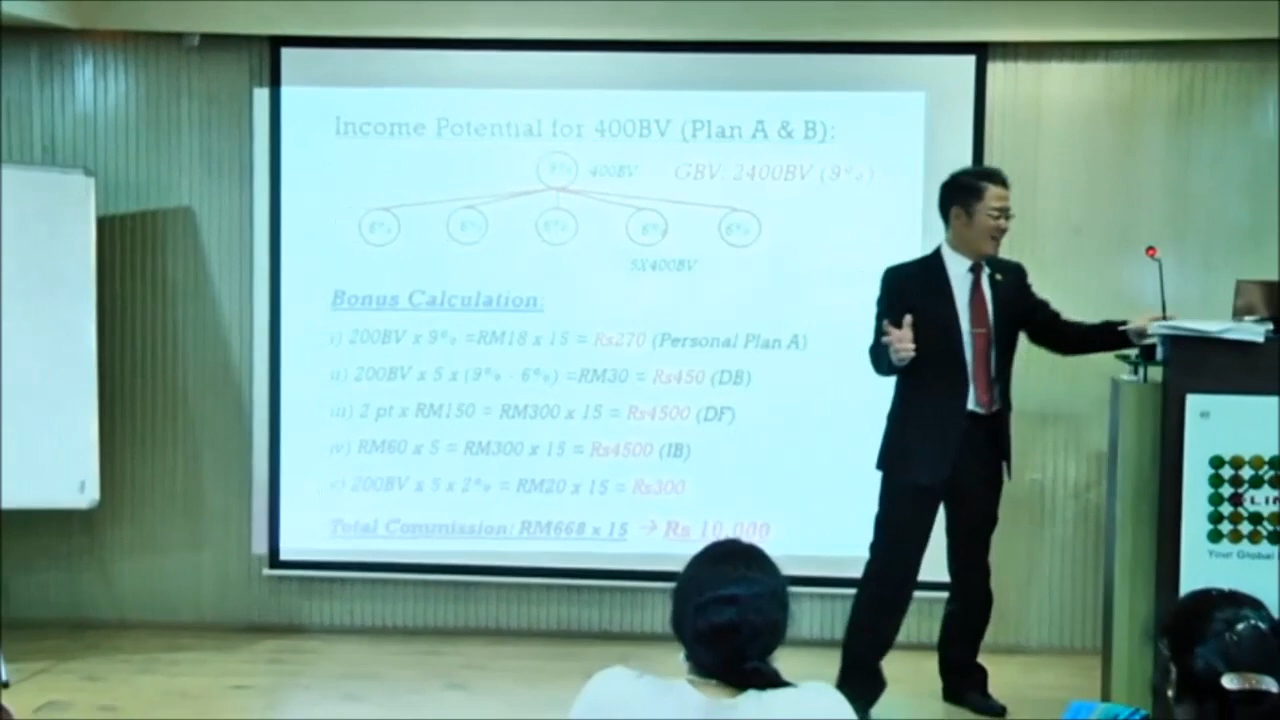 Income Potential for 400BV (Plan A & B):
9% 400BV GBV: 2400BV (9%)
6% 6% 6% 6% 6%
5X400BV
Bonus Calculation:
i) 200BV x 9% =RM18 x 15 = Rs270 (Personal Plan A)
ii) 200BV x 5 x (9% - 6%) =RM30 = Rs450 (DB)
iii) 2 pt x RM150 = RM300 x 15 = Rs4500 (DF)
iv) RM60 x 5 = RM300 x 15 = Rs4500 (IB)
v) 200BV x 5 x 2% = RM20 x 15 = Rs300
Total Commission: RM668 x 15 → Rs 10,000
Your Global